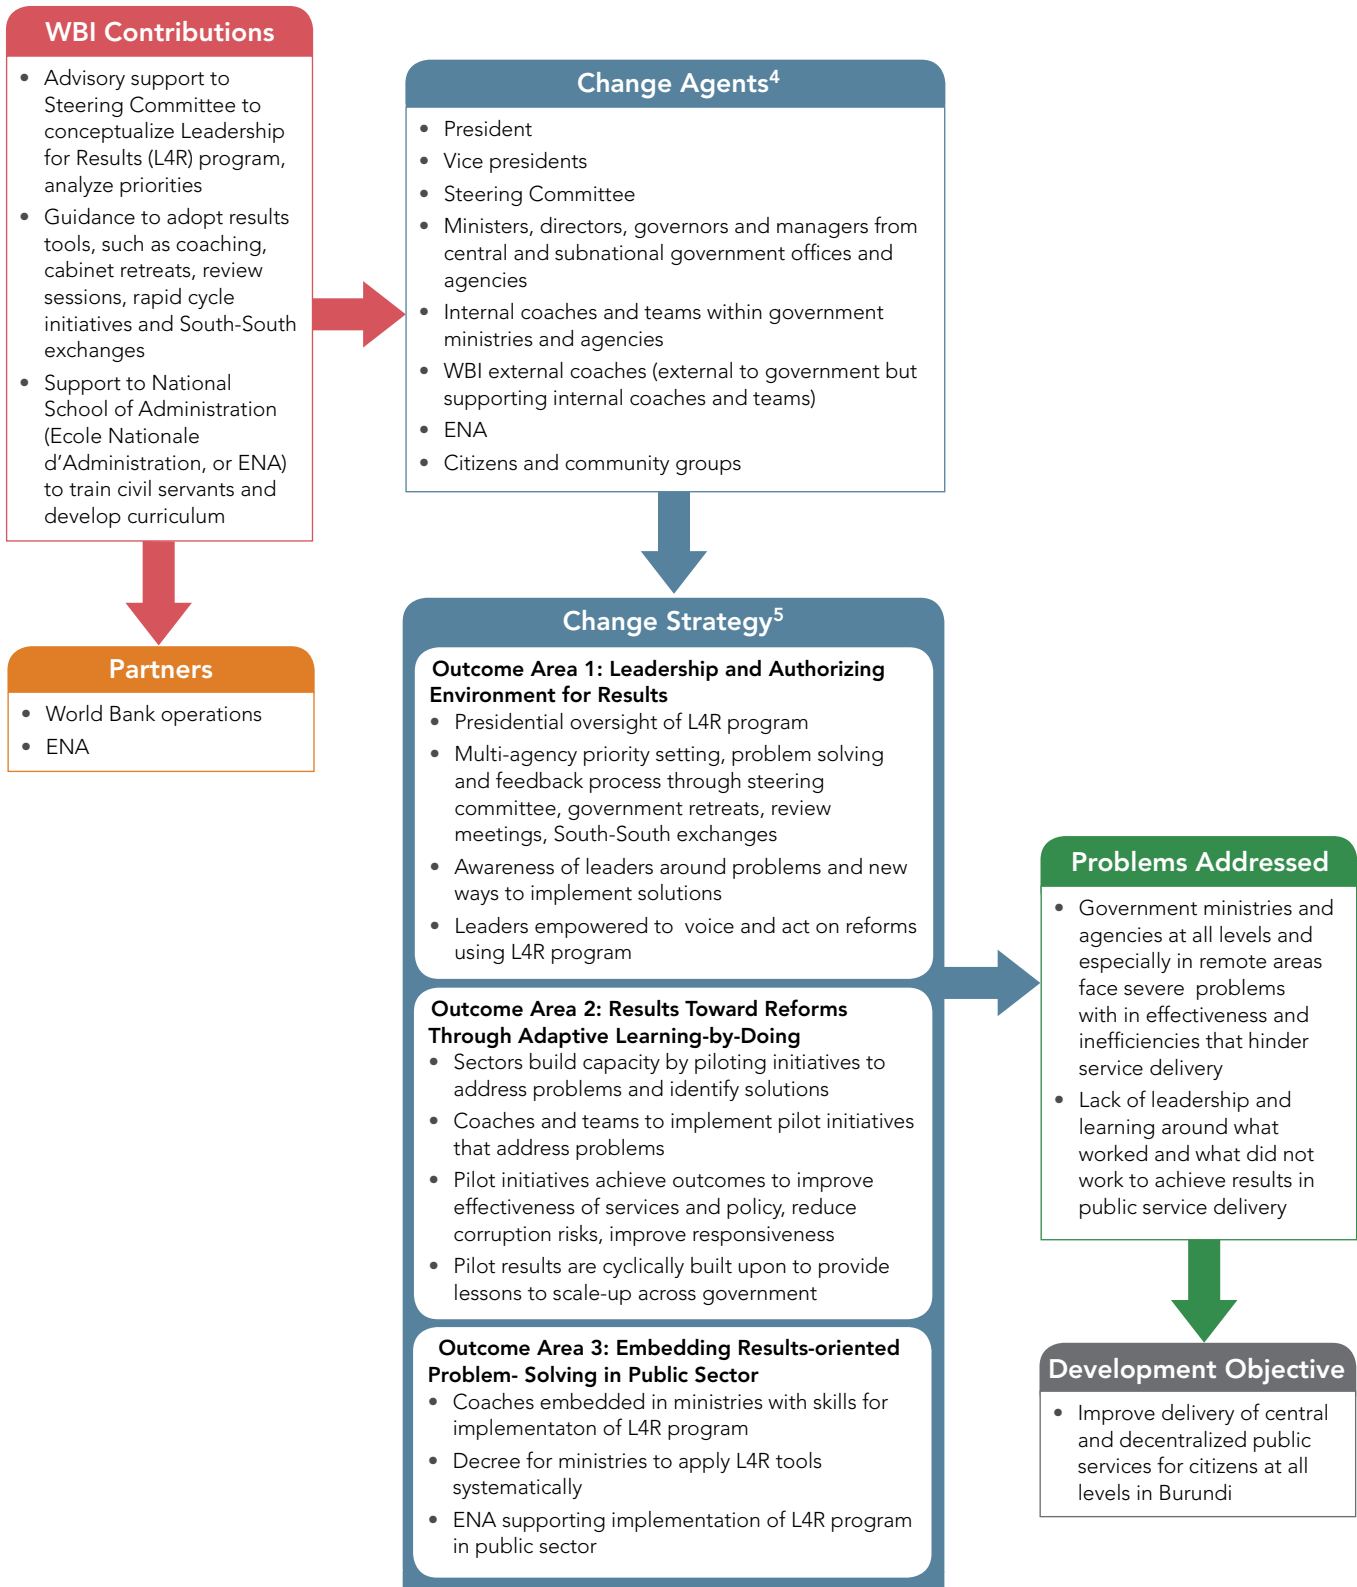 WBI Contributions
• Advisory support to
Steering Committee to
conceptualize Leadership
for Results (L4R) program,
analyze priorities
• Guidance to adopt results
tools, such as coaching,
cabinet retreats, review
sessions, rapid cycle
initiatives and South-South
exchanges
• Support to National
School of Administration
(Ecole Nationale
d’Administration, or ENA)
to train civil servants and
develop curriculum
Partners
• World Bank operations
• ENA
Change Agents4
• President
• Vice presidents
• Steering Committee
• Ministers, directors, governors and managers from
central and subnational government offices and
agencies
• Internal coaches and teams within government
ministries and agencies
• WBI external coaches (external to government but
supporting internal coaches and teams)
• ENA
• Citizens and community groups
Change Strategy5
Outcome Area 1: Leadership and Authorizing
Environment for Results
• Presidential oversight of L4R program
• Multi-agency priority setting, problem solving
and feedback process through steering
committee, government retreats, review
meetings, South-South exchanges
• Awareness of leaders around problems and new
ways to implement solutions
• Leaders empowered to voice and act on reforms
using L4R program
Outcome Area 2: Results Toward Reforms
Through Adaptive Learning-by-Doing
• Sectors build capacity by piloting initiatives to
address problems and identify solutions
• Coaches and teams to implement pilot initiatives
that address problems
• Pilot initiatives achieve outcomes to improve
effectiveness of services and policy, reduce
corruption risks, improve responsiveness
• Pilot results are cyclically built upon to provide
lessons to scale-up across government
Outcome Area 3: Embedding Results-oriented
Problem- Solving in Public Sector
• Coaches embedded in ministries with skills for
implementaton of L4R program
• Decree for ministries to apply L4R tools
systematically
• ENA supporting implementation of L4R program
in public sector
Problems Addressed
• Government ministries and
agencies at all levels and
especially in remote areas
face severe problems
with in effectiveness and
inefficiencies that hinder
service delivery
• Lack of leadership and
learning around what
worked and what did not
work to achieve results in
public service delivery
Development Objective
• Improve delivery of central
and decentralized public
services for citizens at all
levels in Burundi